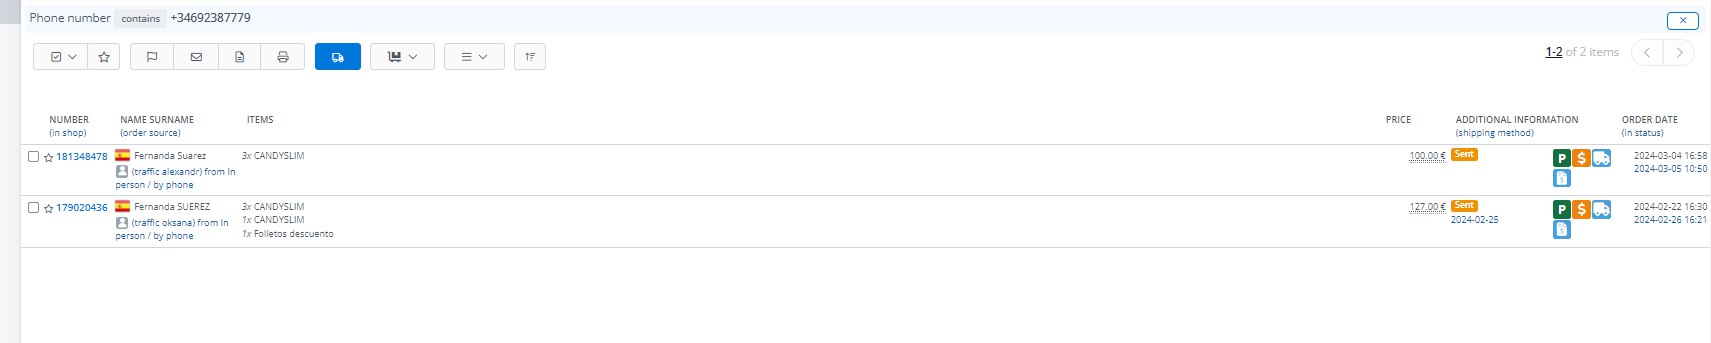 Phone number contains +34692387779
1-2 of 2 items
NUMBER NAME SURNAME ITEMS PRICE ADDITIONAL INFORMATION ORDER DATE
(in shop) (order source) (shipping method) (in status)
181348478 Fernanda Suarez 3x CANDYSLIM 100.00 € Sent P $ 2024-03-04 16:58
(traffic alexandr) from In 2024-03-05 10:50
person / by phone
179020436 Fernanda SUEREZ 3x CANDYSLIM 127.00 € Sent P $ 2024-02-22 16:30
(traffic oksana) from In 1x CANDYSLIM 2024-02-25 2024-02-26 16:21
person / by phone 1x Folletos descuento